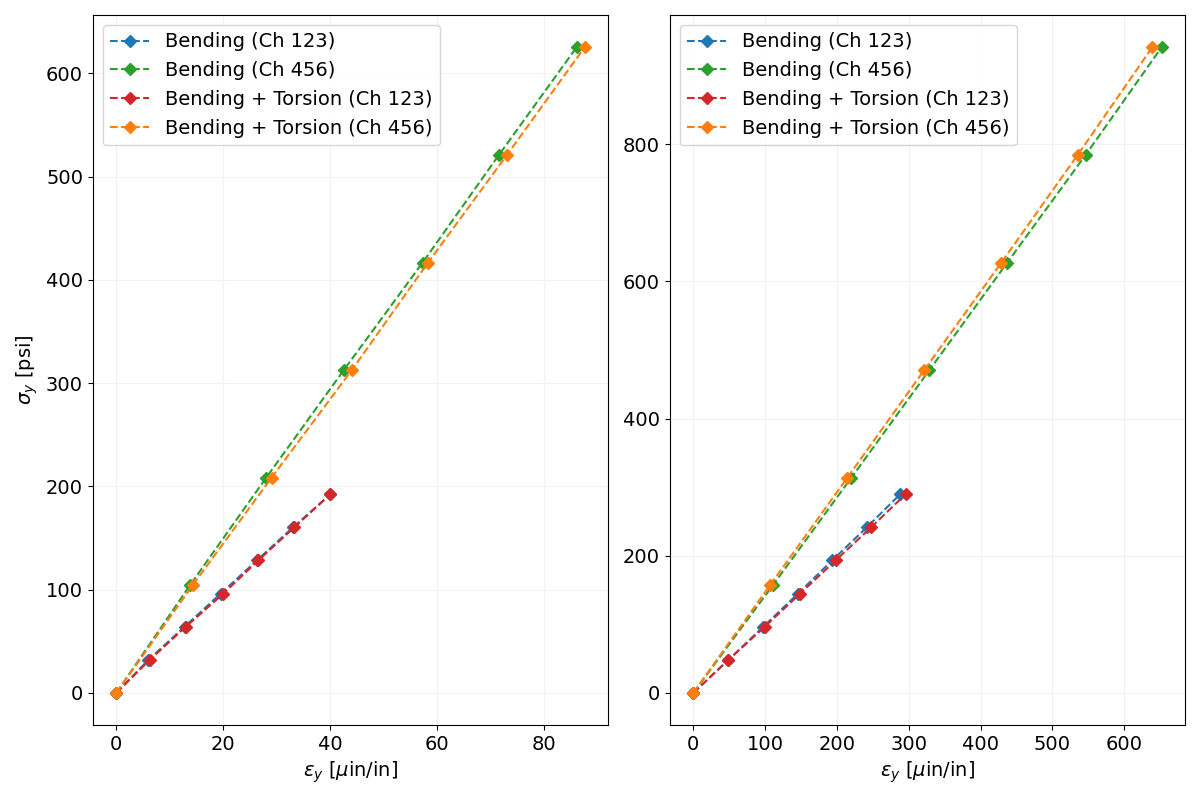 Bending (Ch 123)
Bending (Ch 456)
Bending + Torsion (Ch 123)
Bending + Torsion (Ch 456)
600
500
400
300
200
100
0
σy [psi]
0 20 40 60 80
εy [μin/in]
Bending (Ch 123)
Bending (Ch 456)
Bending + Torsion (Ch 123)
Bending + Torsion (Ch 456)
800
600
400
200
0
0 100 200 300 400 500 600
εy [μin/in]